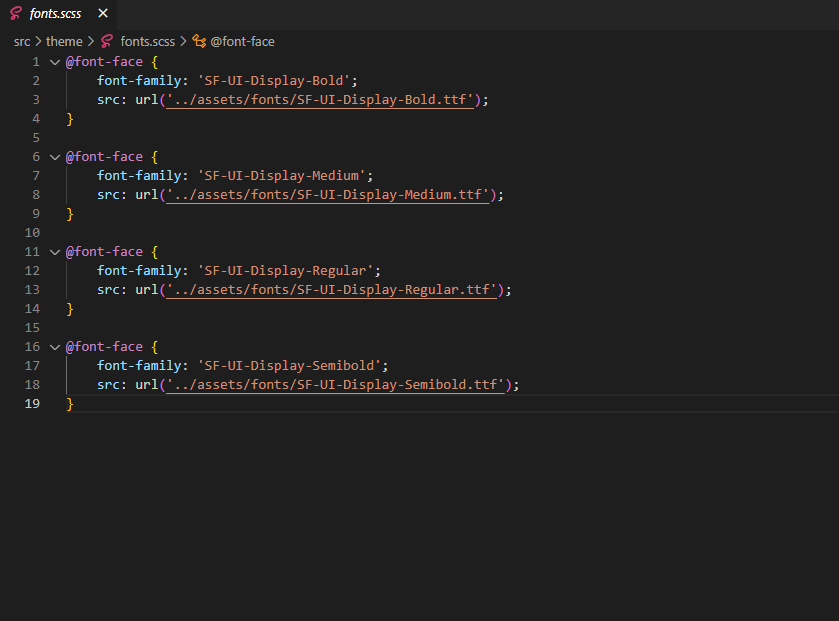 fonts.scss
src > theme > fonts.scss > @font-face
1 @font-face {
2 font-family: 'SF-UI-Display-Bold';
3 src: url('../assets/fonts/SF-UI-Display-Bold.ttf');
4 }
5
6 @font-face {
7 font-family: 'SF-UI-Display-Medium';
8 src: url('../assets/fonts/SF-UI-Display-Medium.ttf');
9 }
10
11 @font-face {
12 font-family: 'SF-UI-Display-Regular';
13 src: url('../assets/fonts/SF-UI-Display-Regular.ttf');
14 }
15
16 @font-face {
17 font-family: 'SF-UI-Display-Semibold';
18 src: url('../assets/fonts/SF-UI-Display-Semibold.ttf');
19 }